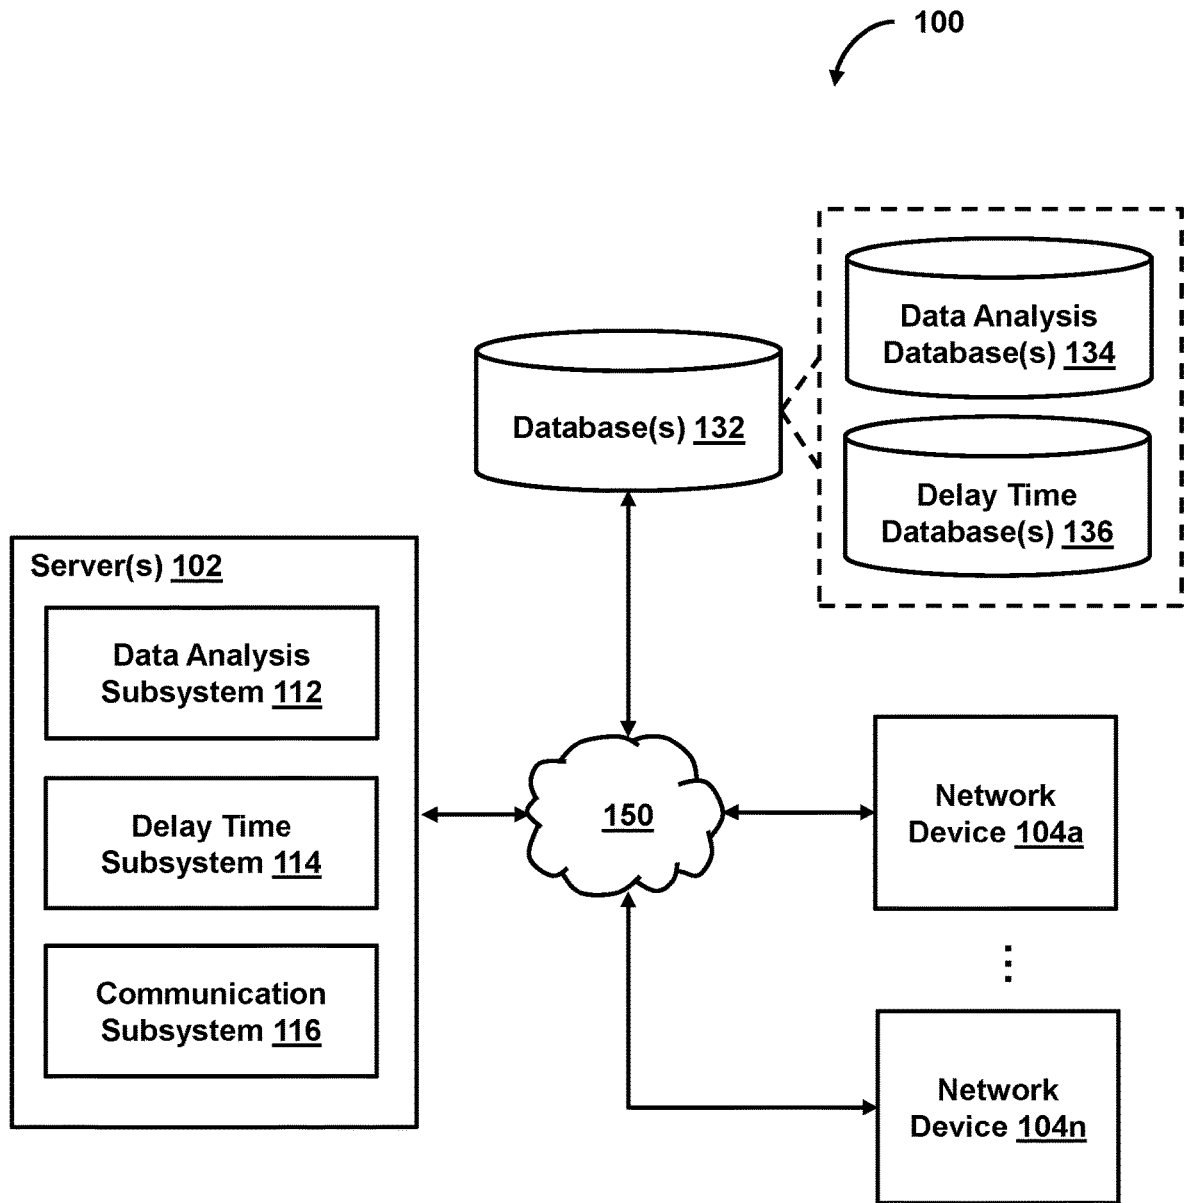 100
Data Analysis
Database(s) 134
Database(s) 132
Delay Time
Database(s) 136
Server(s) 102
Data Analysis
Subsystem 112
Delay Time
Subsystem 114
Communication
Subsystem 116
150
Network
Device 104a
Network
Device 104n